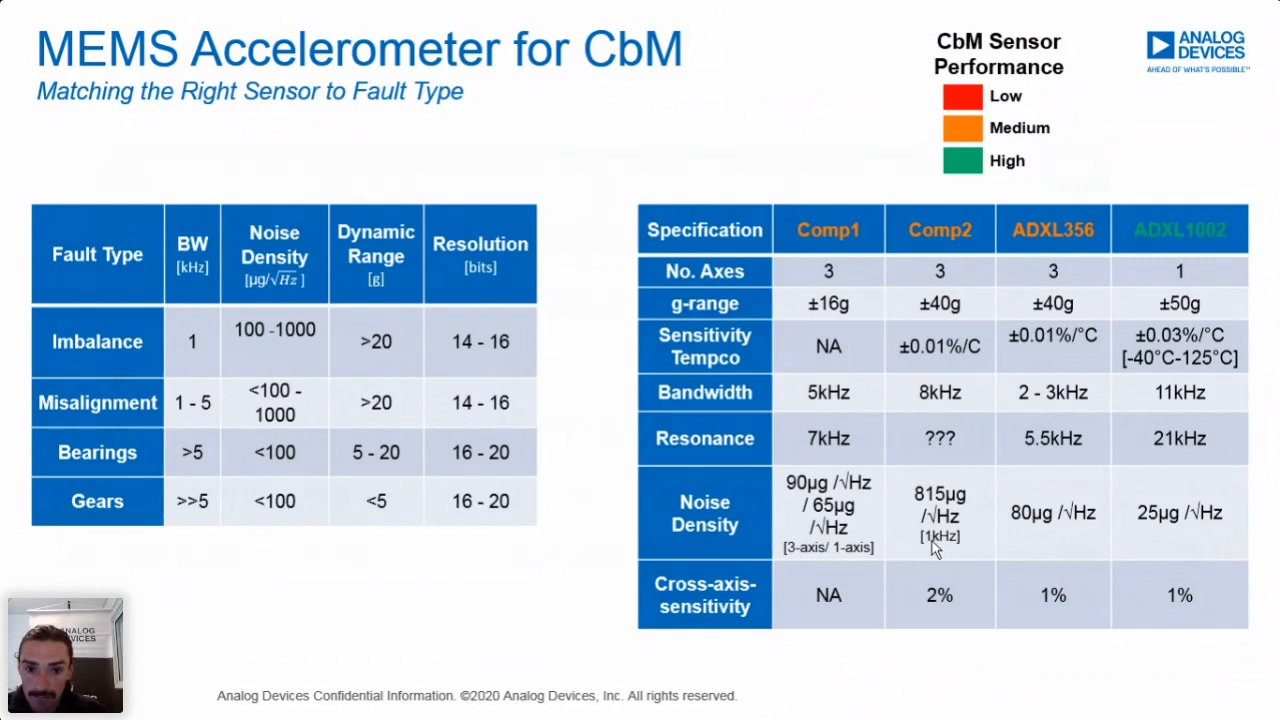 MEMS Accelerometer for CbM
Matching the Right Sensor to Fault Type
CbM Sensor
Performance
Low
Medium
High
ANALOG
DEVICES
AHEAD OF WHAT'S POSSIBLE™
Fault Type
BW
[kHz]
Noise
Density
[µg/√Hz ]
Dynamic
Range
[g]
Resolution
[bits]
Imbalance
1
100 -1000
>20
14 - 16
Misalignment
1 - 5
<100 -
1000
>20
14 - 16
Bearings
>5
<100
5 - 20
16 - 20
Gears
>>5
<100
<5
16 - 20
Specification
Comp1
Comp2
ADXL356
ADXL1002
No. Axes
3
3
3
1
g-range
±16g
±40g
±40g
±50g
Sensitivity
Tempco
NA
±0.01%/C
±0.01%/°C
±0.03%/°C
[-40°C-125°C]
Bandwidth
5kHz
8kHz
2 - 3kHz
11kHz
Resonance
7kHz
???
5.5kHz
21kHz
Noise
Density
90µg /√Hz
/ 65µg
/√Hz
[3-axis/ 1-axis]
815µg
/√Hz
[1kHz]
80µg /√Hz
25µg /√Hz
Cross-axis-
sensitivity
NA
2%
1%
1%
ANALOG
DEVICES
Analog Devices Confidential Information. ©2020 Analog Devices, Inc. All rights reserved.